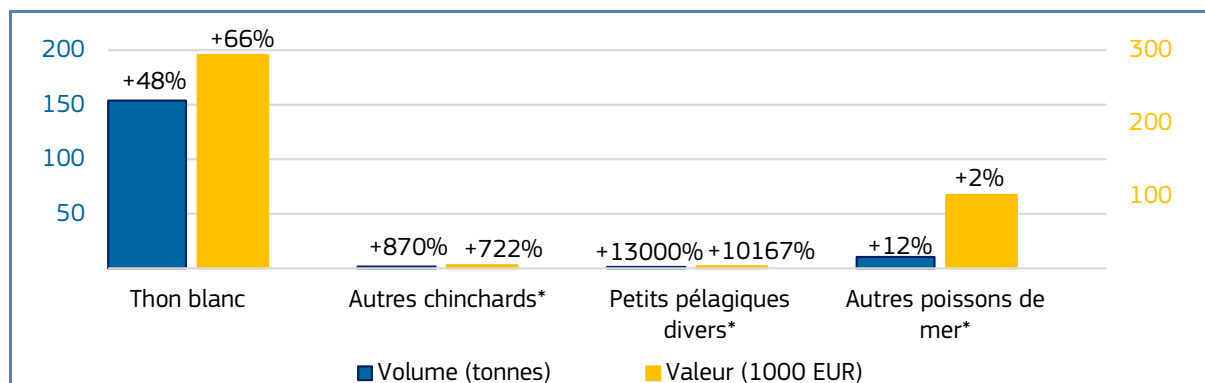 +66%
200 300
+48%
150
200
100 +2% 100
50 +870% +722% +13000% +10167% +12%
Thon blanc Autres chinchards* Petits pélagiques Autres poissons de
divers* mer*
Volume (tonnes) Valeur (1000 EUR)